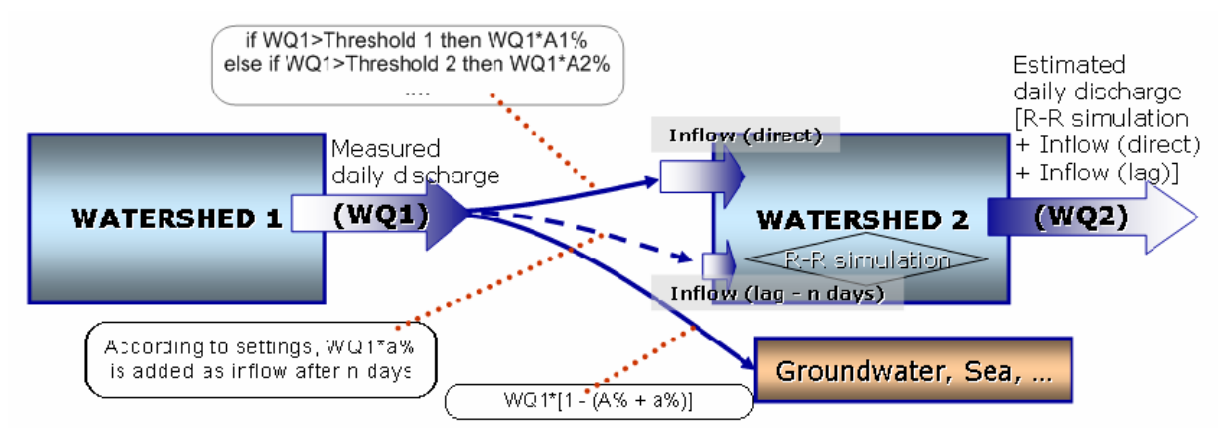 if WQ1>Threshold 1 then WQ1*A1%
else if WQ1>Threshold 2 then WQ1*A2%
....
Estimated
daily discharge
[R-R simulation
+ Inflow (direct)
+ Inflow (lag)]
Measured
daily discharge
Inflow (direct)
WATERSHED 1
(WQ1)
WATERSHED 2
(WQ2)
R-R simulation
Inflow (lag - n days)
According to settings, WQ1*a%
is added as inflow after n days
Groundwater, Sea, ...
WQ1*[1 - (A% + a%)]